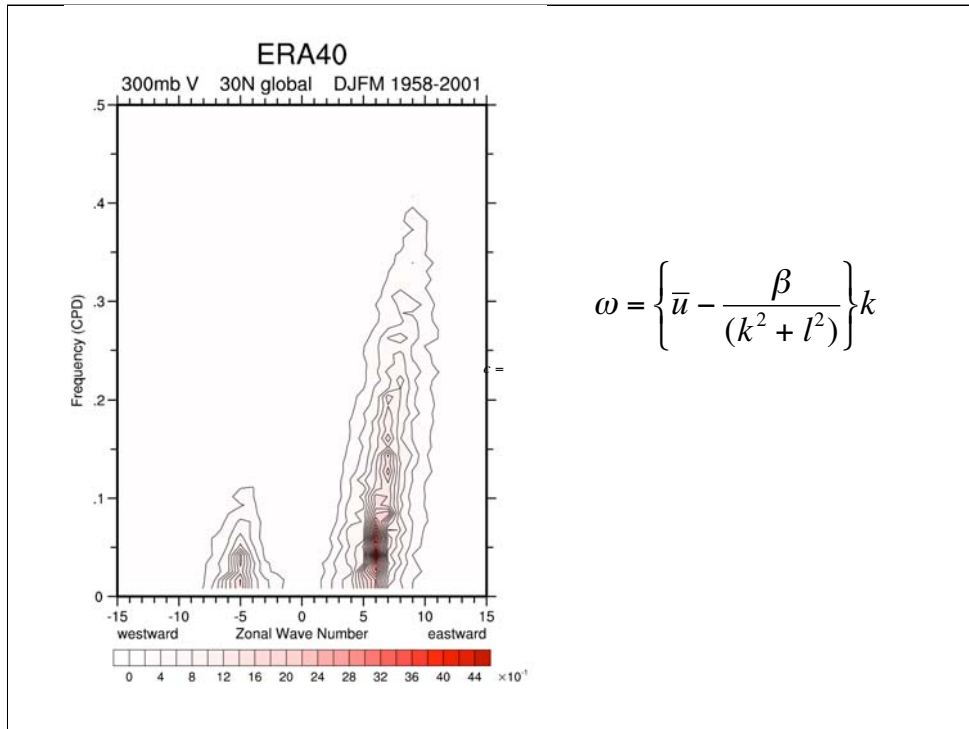 ERA40
300mb V 30N global DJFM 1958-2001
.5
.4
.3
.2
.1
0
Frequency (CPD)
-15 -10 -5 0 5 10 15
westward Zonal Wave Number eastward
0 4 8 12 16 20 24 28 32 36 40 44 ×10⁻¹
c =
ω = { u̅ − β / (k² + l²) } k